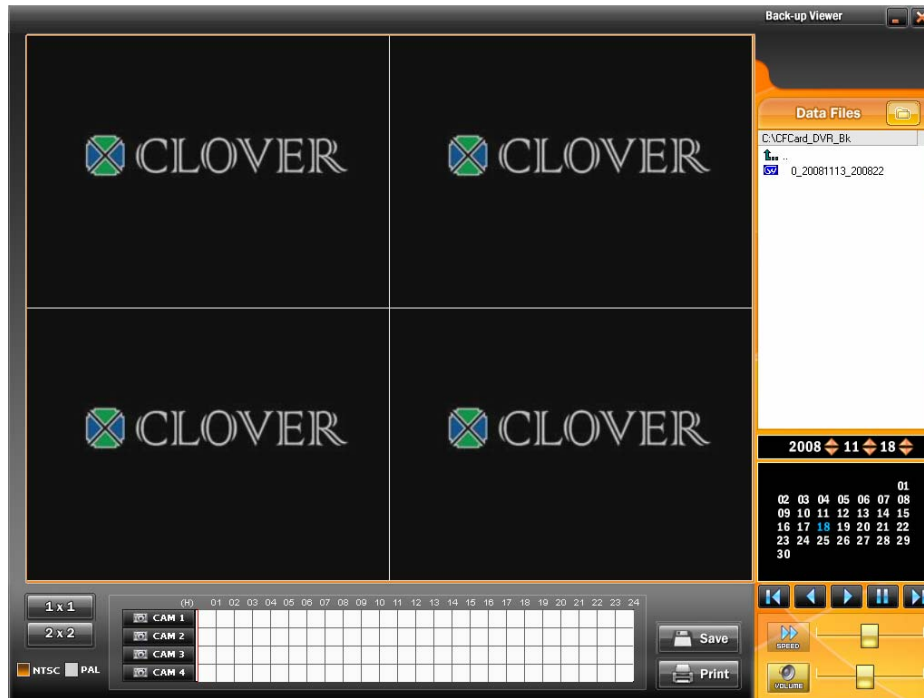 Back-up Viewer
CLOVER
CLOVER
CLOVER
CLOVER
Data Files
C:\CFCard_DVR_Bk
..
GV 0_20081113_200822
2008 11 18
01
02 03 04 05 06 07 08
09 10 11 12 13 14 15
16 17 18 19 20 21 22
23 24 25 26 27 28 29
30
1 x 1
2 x 2
NTSC PAL
(H) 01 02 03 04 05 06 07 08 09 10 11 12 13 14 15 16 17 18 19 20 21 22 23 24
CAM 1
CAM 2
CAM 3
CAM 4
Save
Print
SPEED
VOLUME